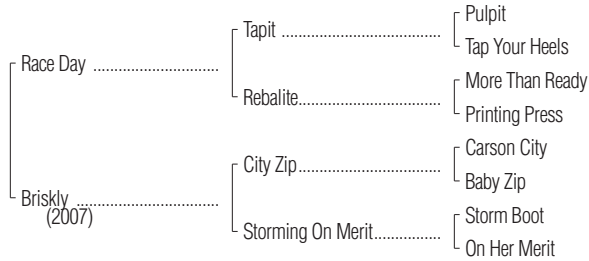 Pulpit
Tapit ................................
Tap Your Heels
Race Day .........................
More Than Ready
Rebalite.............................
Printing Press
Carson City
City Zip.............................
Baby Zip
Briskly ............................
(2007)
Storm Boot
Storming On Merit..............
On Her Merit